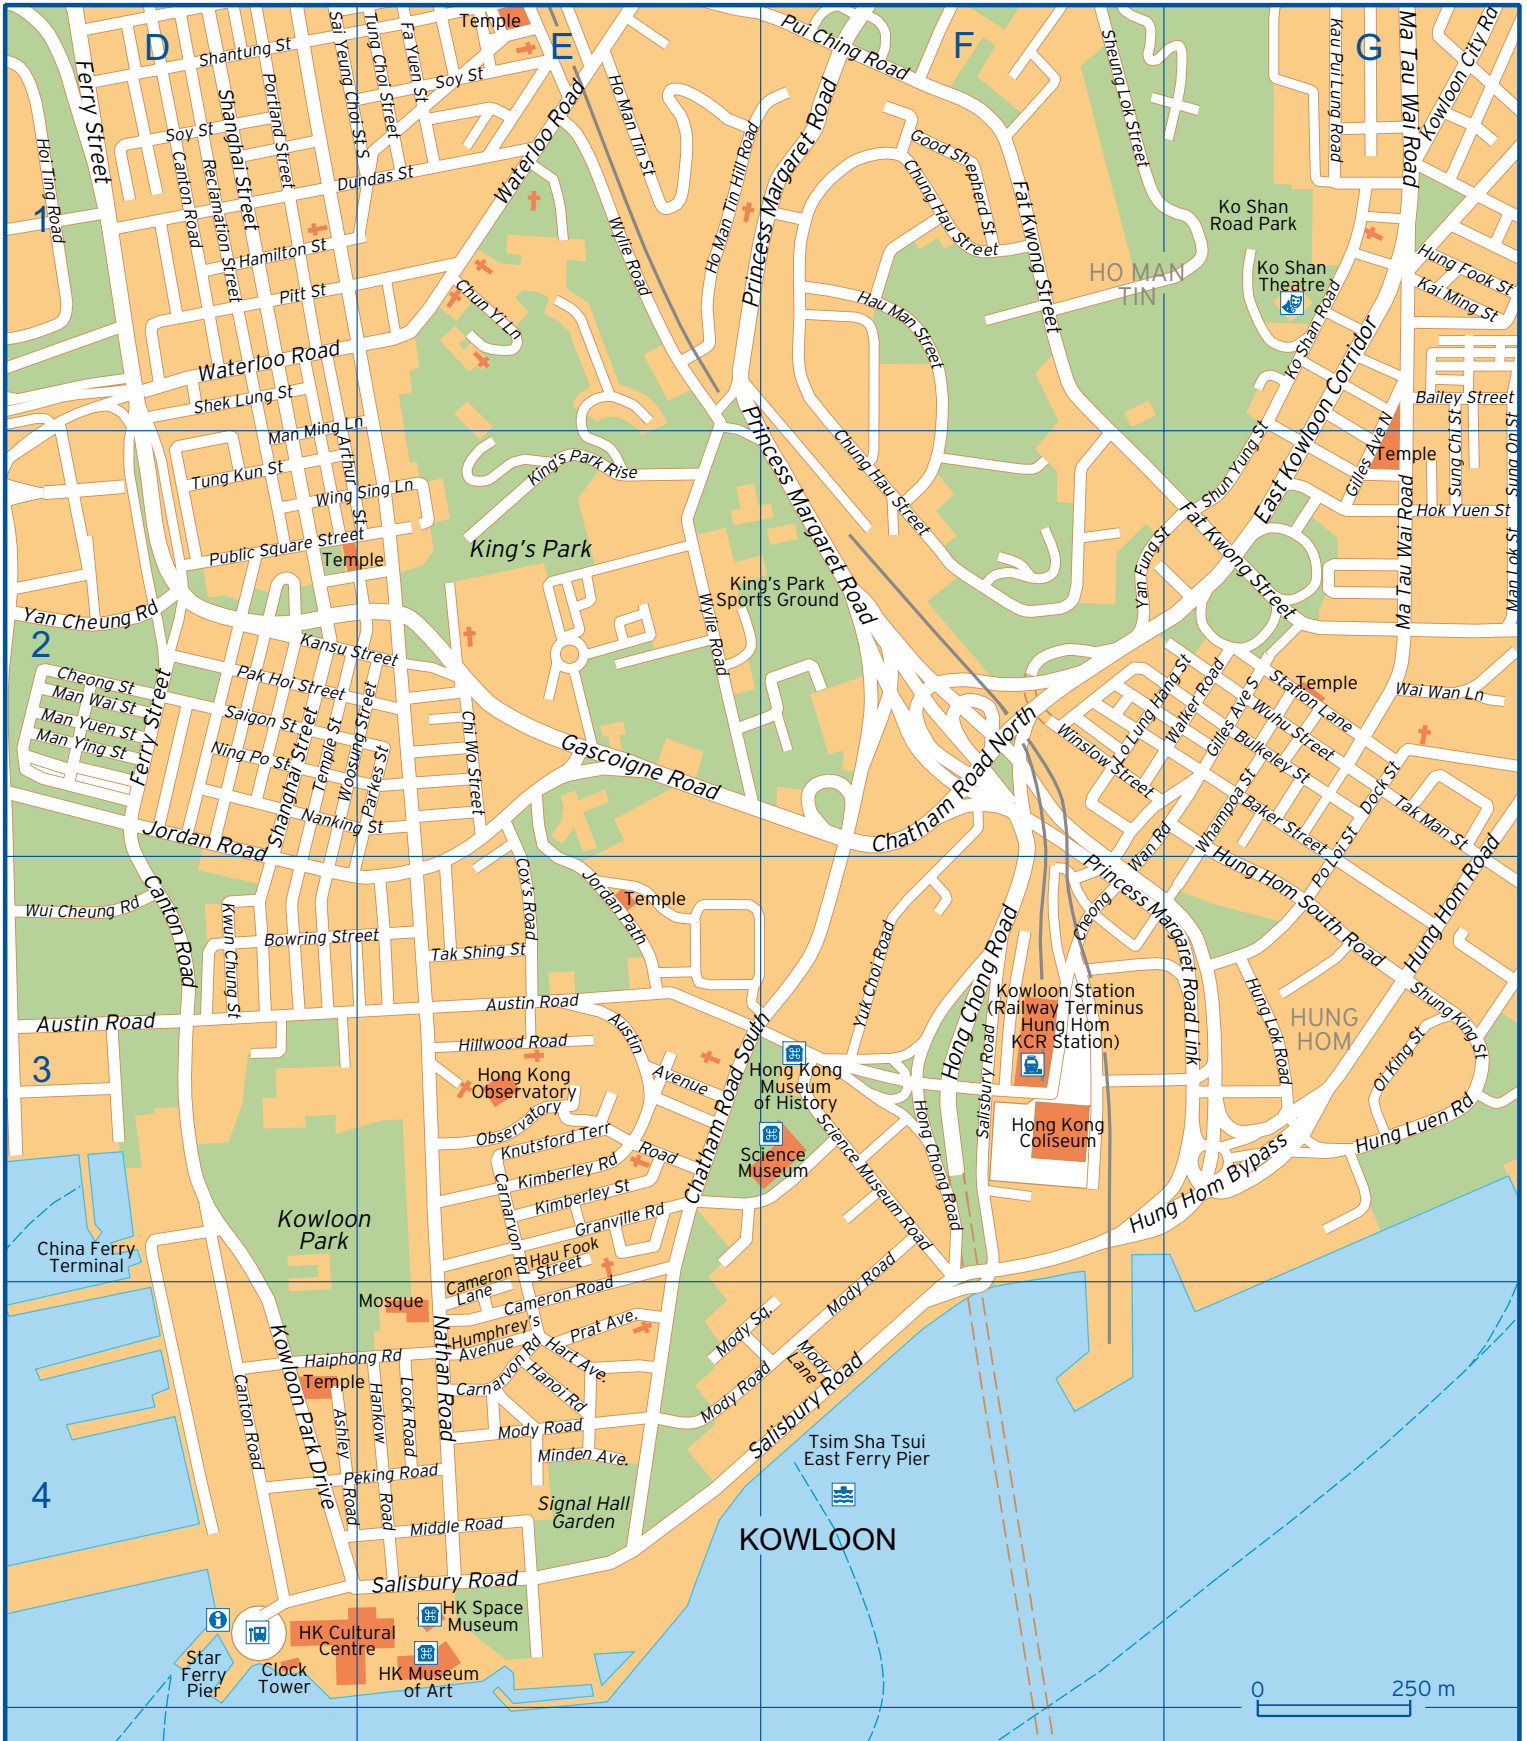 D
E
F
G
1
2
3
4
Temple
Shantung St
Sai Yeung Choi St S
Tung Choi Street
Fa Yuen St
Soy St
Portland Street
Shanghai Street
Ferry Street
Hoi Ting Road
Soy St
Canton Road
Reclamation Street
Dundas St
Hamilton St
Pitt St
Waterloo Road
Waterloo Road
Shek Lung St
Man Ming Ln
Tung Kun St
Arthur St
Wing Sing Ln
Public Square Street
Temple
Chun Yi Ln
Ho Man Tin St
Wylie Road
Ho Man Tin Hill Road
Princess Margaret Road
Pui Ching Road
Good Shepherd St
Chung Hau Street
Fat Kwong Street
Hau Man Street
Sheung Lok Street
HO MAN
TIN
Ko Shan
Road Park
Ko Shan
Theatre
Ko Shan Road
Kau Pui Lung Road
Ma Tau Wai Road
Kowloon City Rd
Hung Fook St
Kai Ming St
East Kowloon Corridor
Bailey Street
Gilles Ave N
Temple
Sung Chi St
Sung On St
Hok Yuen St
Ma Tau Wai Road
Man Lok St
Shun Yung St
Fat Kwong Street
Yan Fung St
Chung Hau Street
Princess Margaret Road
King's Park Rise
King's Park
King's Park
Sports Ground
Wylie Road
Yan Cheung Rd
Kansu Street
Pak Hoi Street
Cheong St
Man Wai St
Man Yuen St
Man Ying St
Ferry Street
Saigon St
Ning Po St
Shanghai Street
Temple St
Woosung Street
Parkes St
Nanking St
Jordan Road
Chi Wo Street
Gascoigne Road
Chatham Road North
Winslow Street
Lo Lung Hang St
Walker Road
Gilles Ave S
Station Lane
Temple
Wuhu Street
Bulkeley St
Whampoa St
Baker Street
Dock St
Po Loi St
Tak Man St
Wai Wan Ln
Wan Rd
Cheong
Hung Hom South Road
Hung Hom Road
Princess Margaret Road Link
Wui Cheung Rd
Canton Road
Kwun Chung St
Bowring Street
Cox's Road
Jordan Path
Temple
Tak Shing St
Austin Road
Austin Road
Hillwood Road
Austin
Avenue
Hong Kong
Observatory
Observatory
Road
Knutsford Terr
Kimberley Rd
Kimberley St
Granville Rd
Carnarvon Rd
Hau Fook
Street
Cameron
Lane
Cameron Road
Chatham Road South
Hong Kong
Museum
of History
Science
Museum
Science Museum Road
Yuk Choi Road
Hong Chong Road
Hong Chong Road
Salisbury Road
Kowloon Station
(Railway Terminus
Hung Hom
KCR Station)
Hong Kong
Coliseum
Hung Lok Road
HUNG
HOM
Shung King St
Oi King St
Hung Luen Rd
Hung Hom Bypass
China Ferry
Terminal
Kowloon
Park
Mosque
Nathan Road
Humphrey's
Avenue
Prat Ave.
Hart Ave.
Carnarvon Rd
Hanoi Rd
Mody Road
Minden Ave.
Haiphong Rd
Temple
Kowloon Park Drive
Canton Road
Ashley
Road
Hankow
Road
Lock Road
Peking Road
Middle Road
Signal Hall
Garden
Mody Sq.
Mody Road
Mody
Lane
Mody Road
Salisbury Road
Tsim Sha Tsui
East Ferry Pier
KOWLOON
Salisbury Road
Star
Ferry
Pier
Clock
Tower
HK Cultural
Centre
HK Space
Museum
HK Museum
of Art
0
250 m